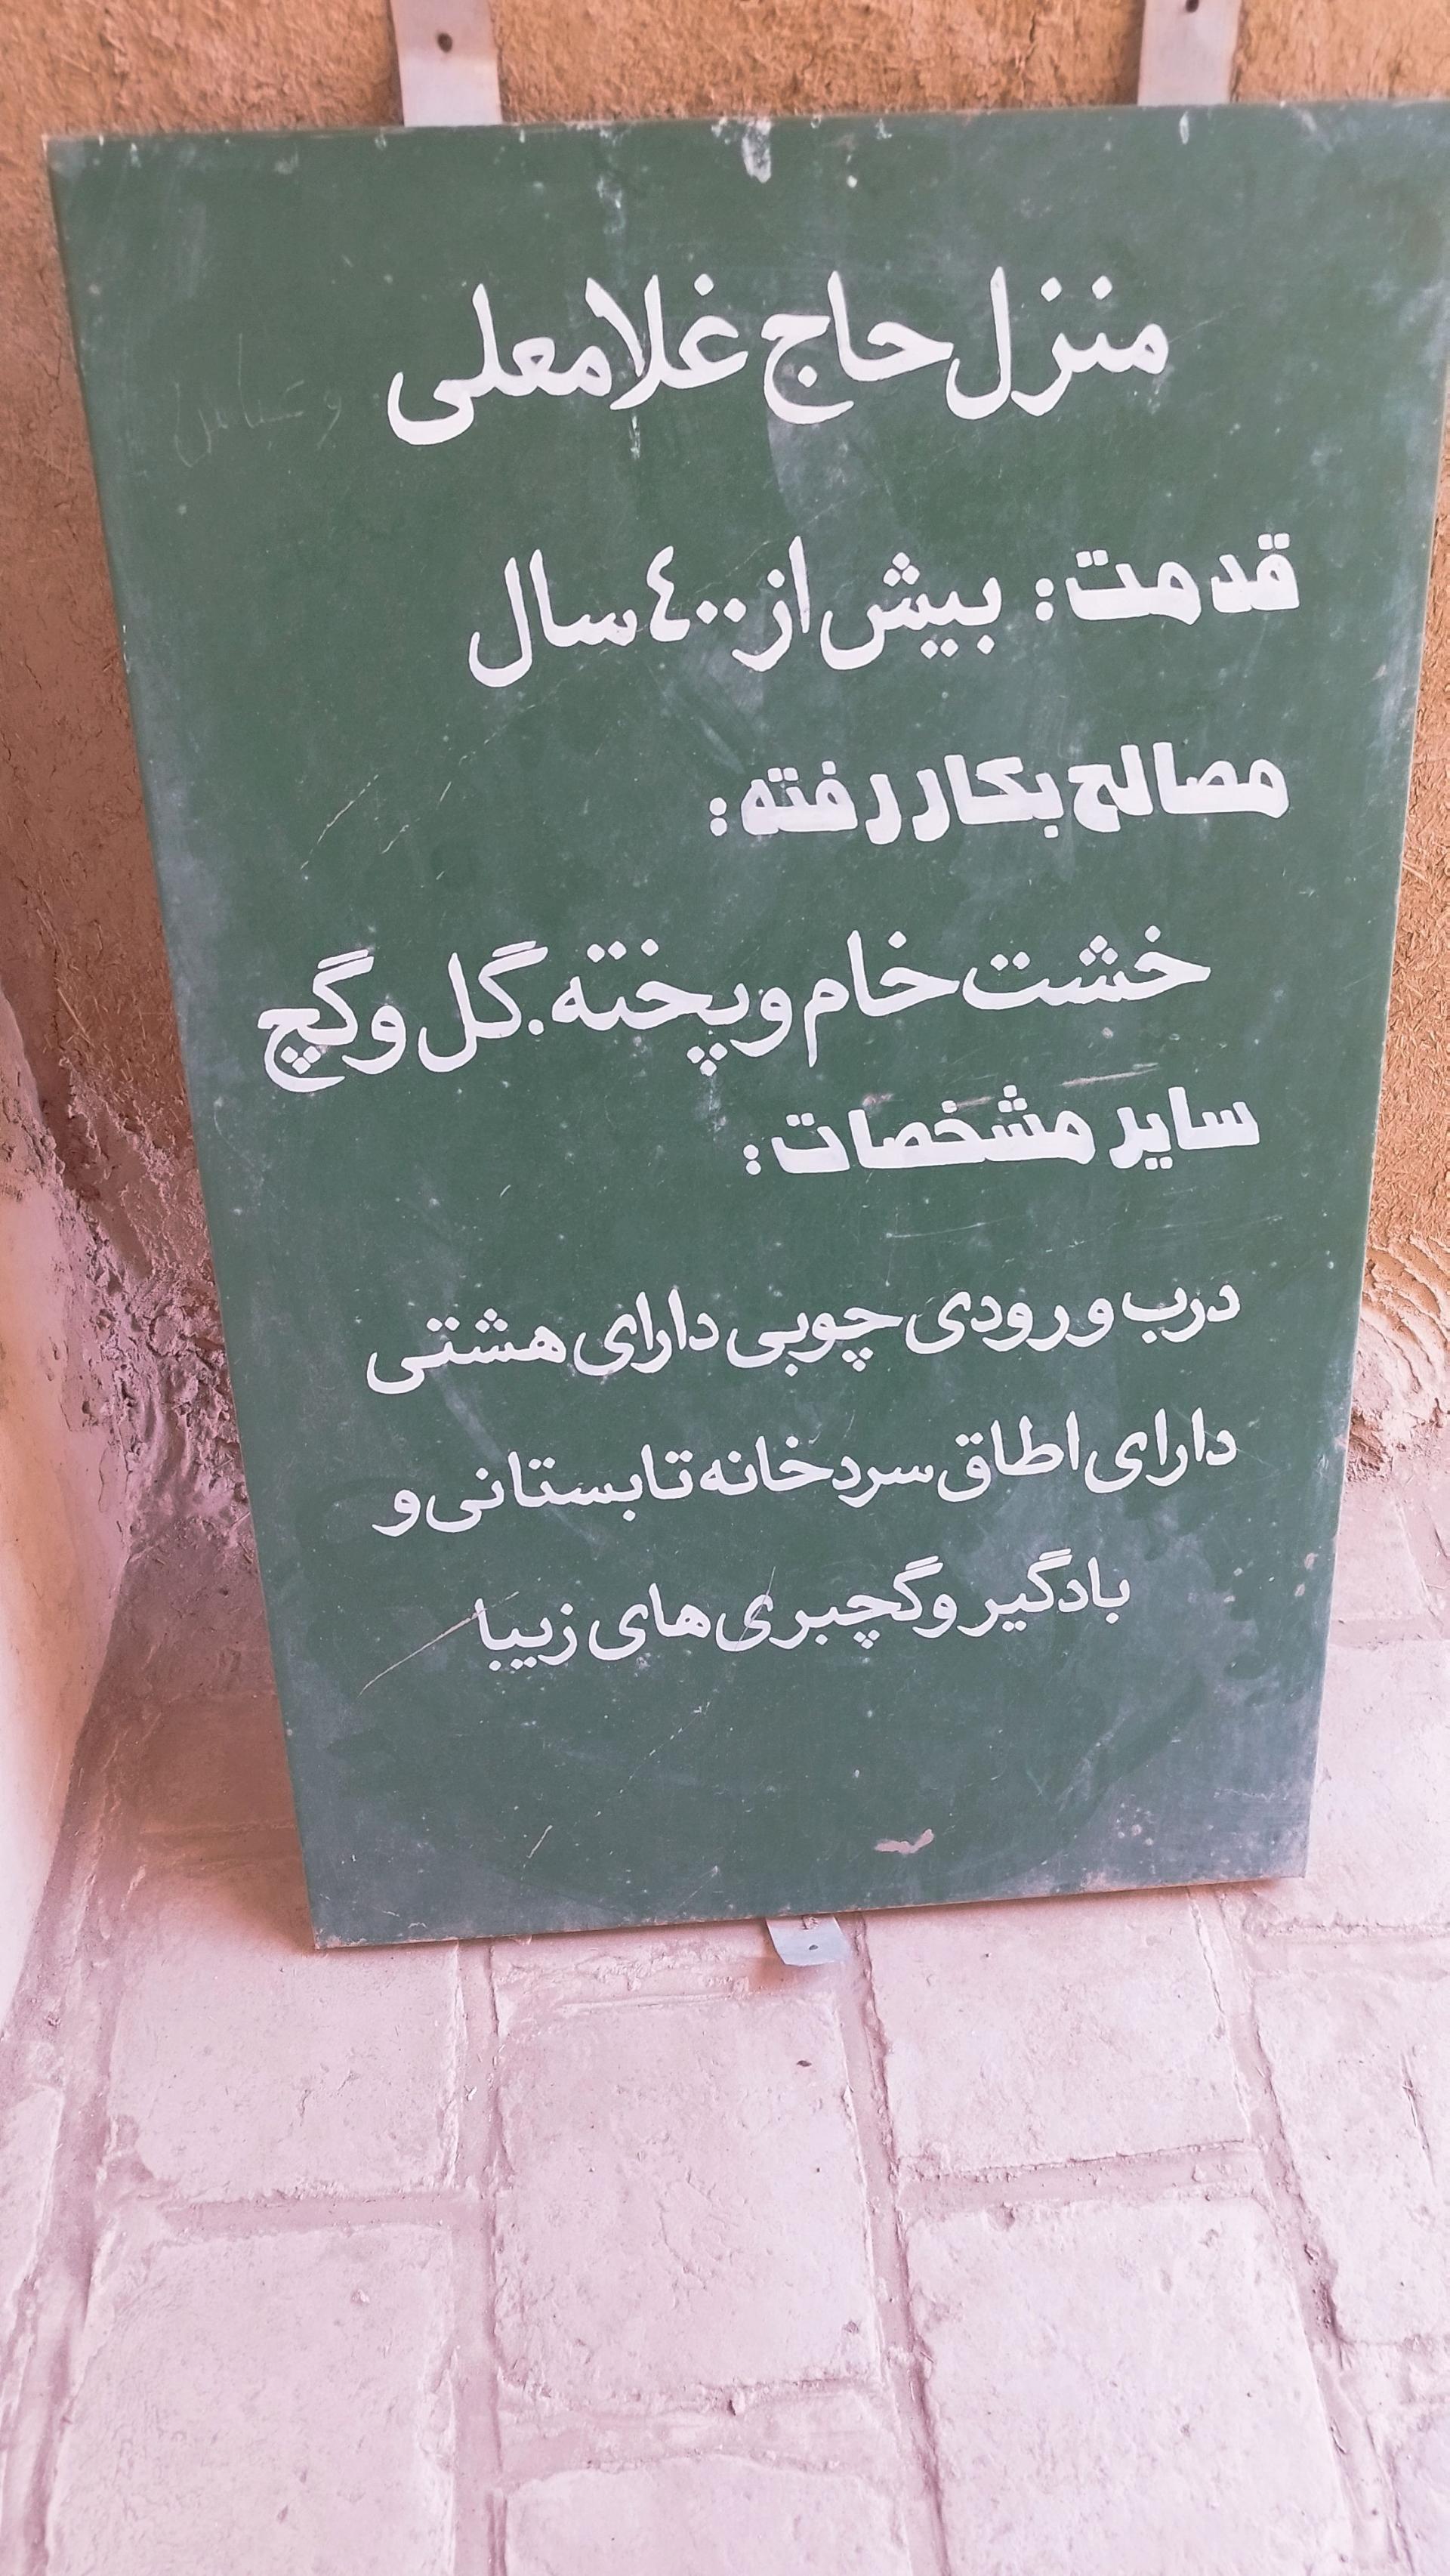 منزل حاج غلامعلی
قدمت: بیش از ٤٠٠ سال
مصالح بکار رفته:
خشت خام و پخته. گل و گچ
سایر مشخصات:
درب ورودی چوبی دارای هشتی
دارای اطاق سردخانه تابستانی و
بادگیر و گچبری های زیبا